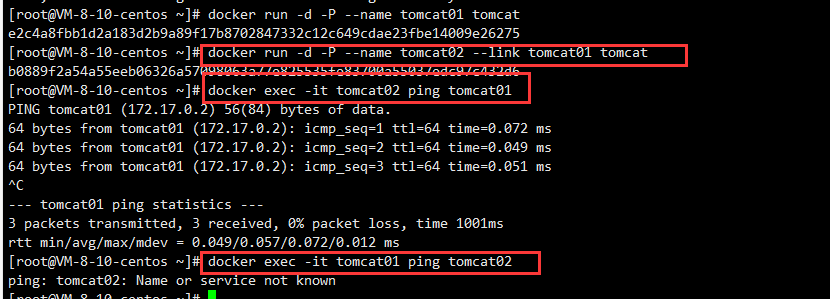 [root@VM-8-10-centos ~]# docker run -d -P --name tomcat01 tomcat
e2c4a8fbb1d2a183d2b9a89f17b8702847332c12c649cdae23fbe14009e26275
[root@VM-8-10-centos ~]# docker run -d -P --name tomcat02 --link tomcat01 tomcat
[root@VM-8-10-centos ~]# docker exec -it tomcat02 ping tomcat01
PING tomcat01 (172.17.0.2) 56(84) bytes of data.
64 bytes from tomcat01 (172.17.0.2): icmp_seq=1 ttl=64 time=0.072 ms
64 bytes from tomcat01 (172.17.0.2): icmp_seq=2 ttl=64 time=0.049 ms
64 bytes from tomcat01 (172.17.0.2): icmp_seq=3 ttl=64 time=0.051 ms
^C
--- tomcat01 ping statistics ---
3 packets transmitted, 3 received, 0% packet loss, time 1001ms
rtt min/avg/max/mdev = 0.049/0.057/0.072/0.012 ms
[root@VM-8-10-centos ~]# docker exec -it tomcat01 ping tomcat02
ping: tomcat02: Name or service not known
[root@VM-8-10-centos ~]#